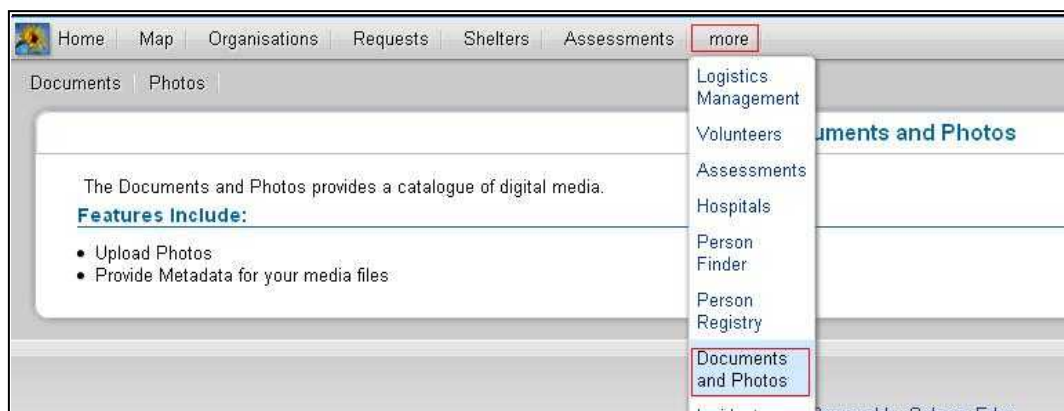 Home Map Organisations Requests Shelters Assessments more
Documents Photos
Logistics
Management
Volunteers
Assessments
Hospitals
Person
Finder
Person
Registry
Documents
and Photos
uments and Photos
The Documents and Photos provides a catalogue of digital media.
Features Include:
• Upload Photos
• Provide Metadata for your media files